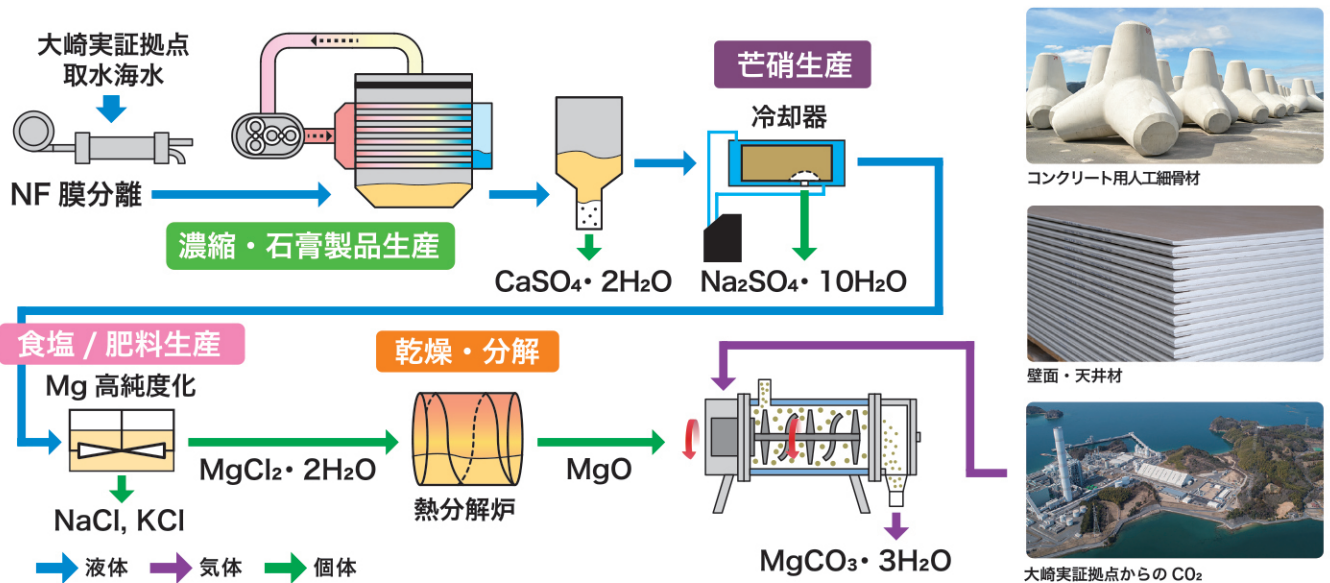 大崎実証拠点
取水海水
NF 膜分離
濃縮・石膏製品生産
CaSO₄・2H₂O
芒硝生産
冷却器
Na₂SO₄・10H₂O
食塩 / 肥料生産
Mg 高純度化
NaCl, KCl
MgCl₂・2H₂O
乾燥・分解
熱分解炉
MgO
MgCO₃・3H₂O
液体
気体
個体
コンクリート用人工細骨材
壁面・天井材
大崎実証拠点からの CO₂